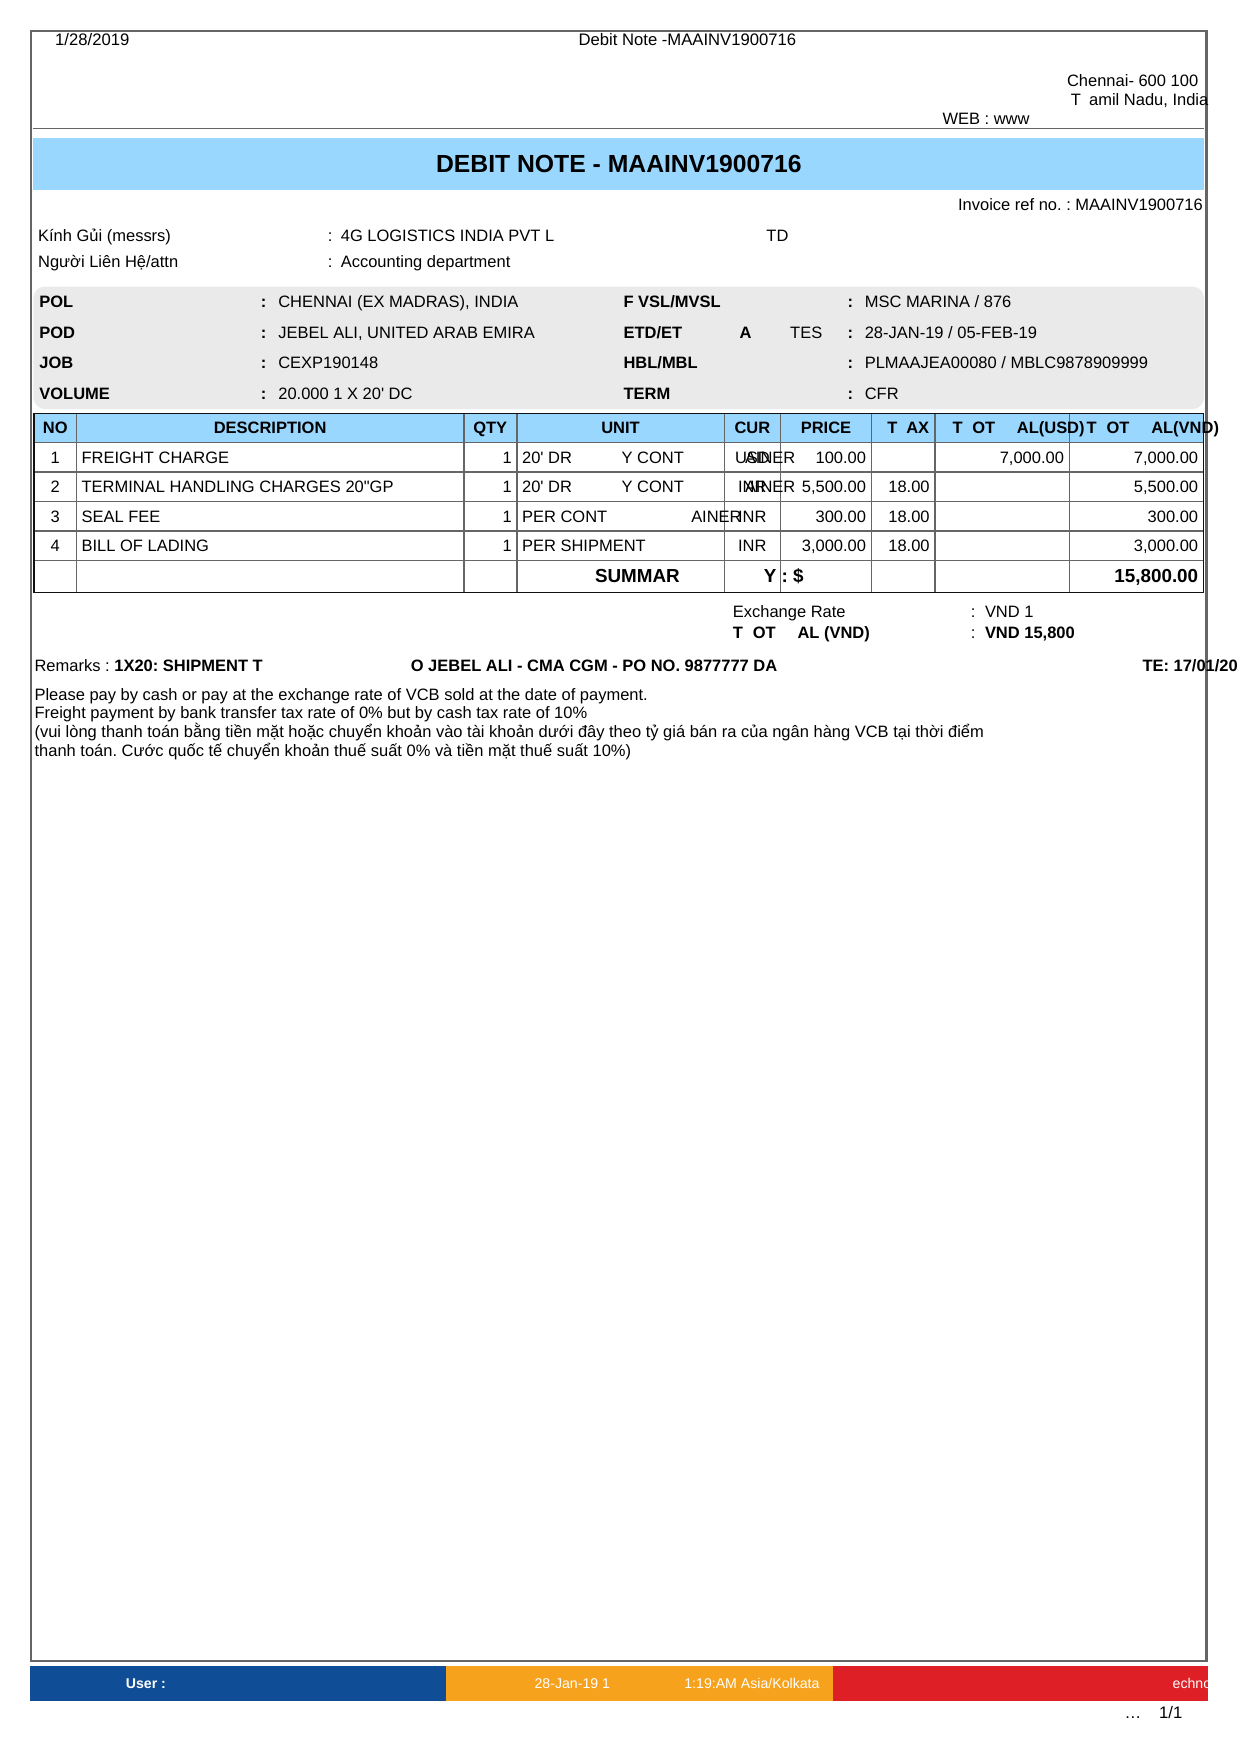 1/28/2019 Debit Note -MAAINV1900716
Chennai- 600 100
T amil Nadu, India
WEB : www
DEBIT NOTE - MAAINV1900716
Invoice ref no. : MAAINV1900716
Kính Gủi (messrs) : 4G LOGISTICS INDIA PVT L TD
Người Liên Hệ/attn : Accounting department
POL : CHENNAI (EX MADRAS), INDIA F VSL/MVSL : MSC MARINA / 876
POD : JEBEL ALI, UNITED ARAB EMIRA TES ETD/ET A : 28-JAN-19 / 05-FEB-19
JOB : CEXP190148 HBL/MBL : PLMAAJEA00080 / MBLC9878909999
VOLUME : 20.000 1 X 20' DC TERM : CFR
NO DESCRIPTION QTY UNIT CUR PRICE T AX T OT AL(USD) T OT AL(VND)
1 FREIGHT CHARGE 1 20' DR Y CONT AINER USD 100.00 7,000.00 7,000.00
2 TERMINAL HANDLING CHARGES 20"GP 1 20' DR Y CONT AINER INR 5,500.00 18.00 5,500.00
3 SEAL FEE 1 PER CONT AINER INR 300.00 18.00 300.00
4 BILL OF LADING 1 PER SHIPMENT INR 3,000.00 18.00 3,000.00
SUMMAR Y : $ 15,800.00
Exchange Rate : VND 1
T OT AL (VND) : VND 15,800
Remarks : 1X20: SHIPMENT T O JEBEL ALI - CMA CGM - PO NO. 9877777 DA TE: 17/01/20
Please pay by cash or pay at the exchange rate of VCB sold at the date of payment.
Freight payment by bank transfer tax rate of 0% but by cash tax rate of 10%
(vui lòng thanh toán bằng tiền mặt hoặc chuyển khoản vào tài khoản dưới đây theo tỷ giá bán ra của ngân hàng VCB tại thời điểm
thanh toán. Cước quốc tế chuyển khoản thuế suất 0% và tiền mặt thuế suất 10%)
User : 28-Jan-19 1 1:19:AM Asia/Kolkata echno
… 1/1